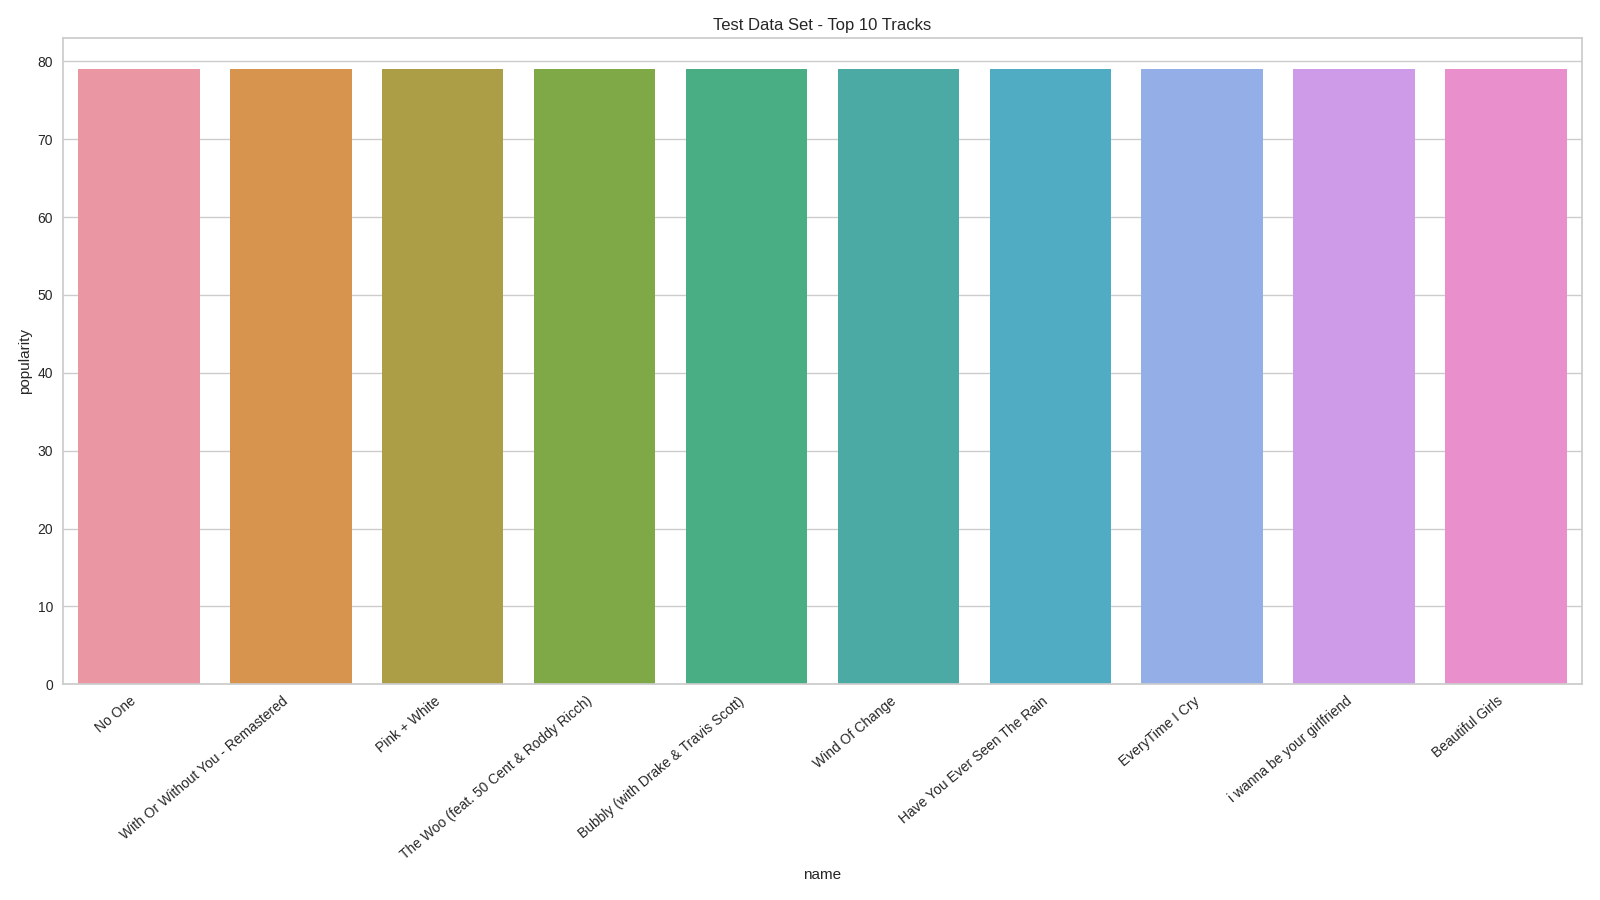 Test Data Set - Top 10 Tracks
80
70
60
50
40
30
20
10
0
popularity
No One
With Or Without You - Remastered
Pink + White
The Woo (feat. 50 Cent & Roddy Ricch)
Bubbly (with Drake & Travis Scott)
Wind Of Change
Have You Ever Seen The Rain
EveryTime I Cry
i wanna be your girlfriend
Beautiful Girls
name